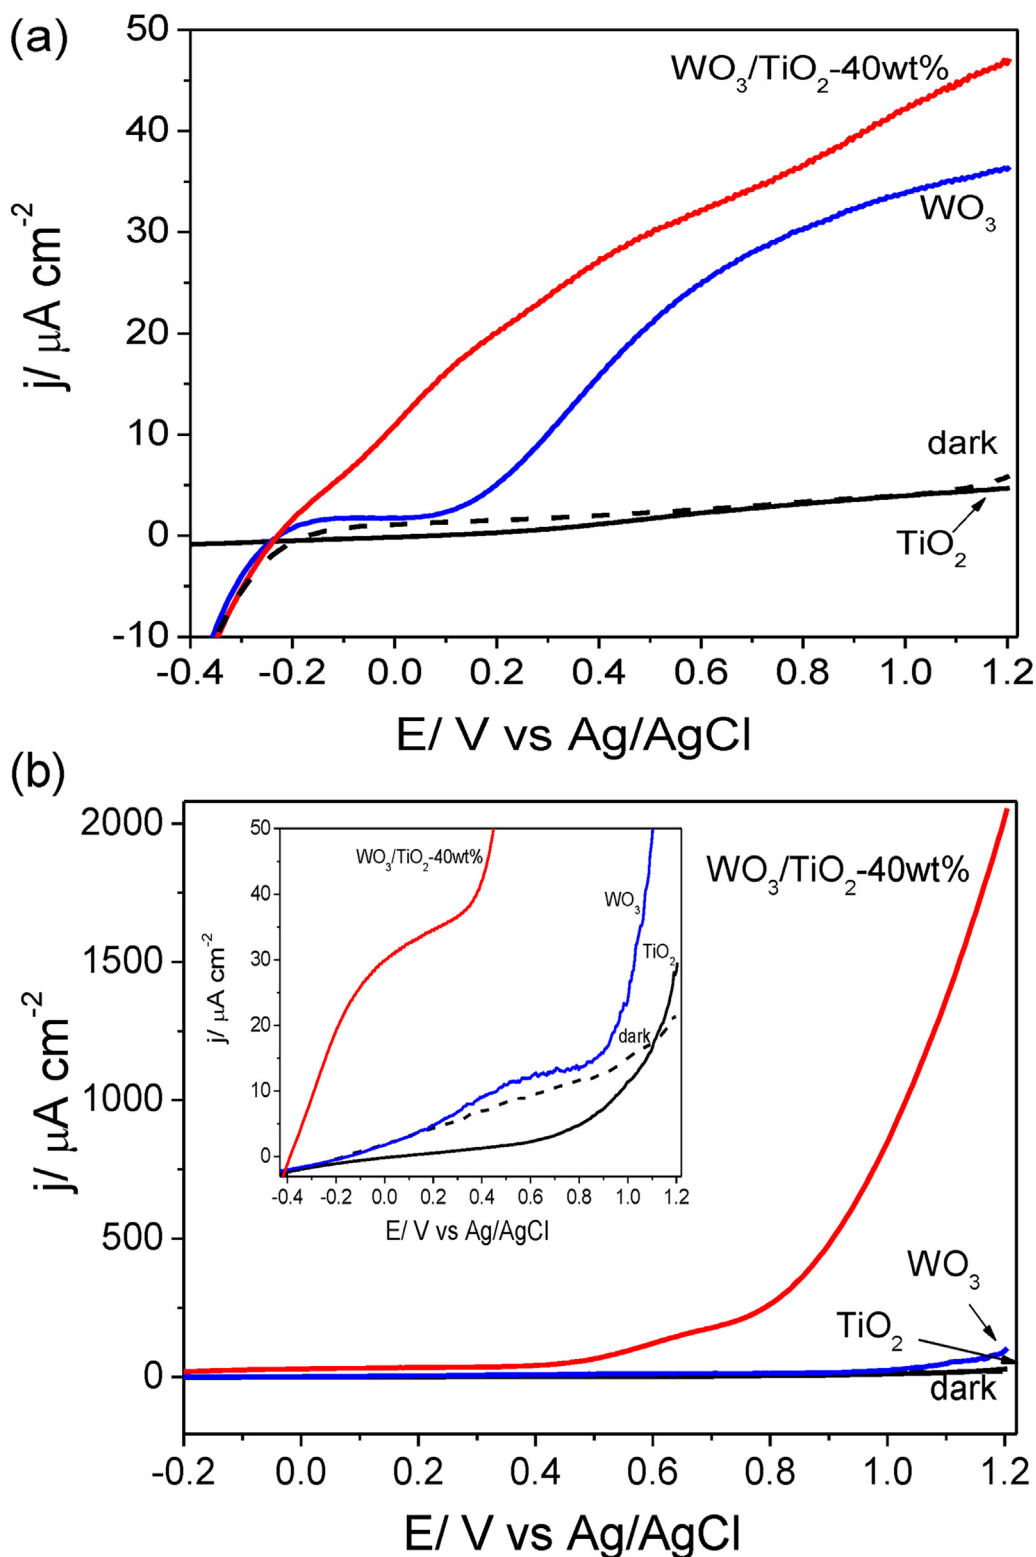 (a)
50
40
30
20
10
0
-10
j/ μA cm⁻²
WO₃/TiO₂-40wt%
WO₃
dark
TiO₂
-0.4 -0.2 0.0 0.2 0.4 0.6 0.8 1.0 1.2
E/ V vs Ag/AgCl
(b)
2000
1500
1000
500
0
j/ μA cm⁻²
50
40
30
20
10
0
j/ μA cm⁻²
WO₃/TiO₂-40wt%
WO₃
TiO₂
dark
-0.4 -0.2 0.0 0.2 0.4 0.6 0.8 1.0 1.2
E/ V vs Ag/AgCl
WO₃/TiO₂-40wt%
WO₃
TiO₂
dark
-0.2 0.0 0.2 0.4 0.6 0.8 1.0 1.2
E/ V vs Ag/AgCl